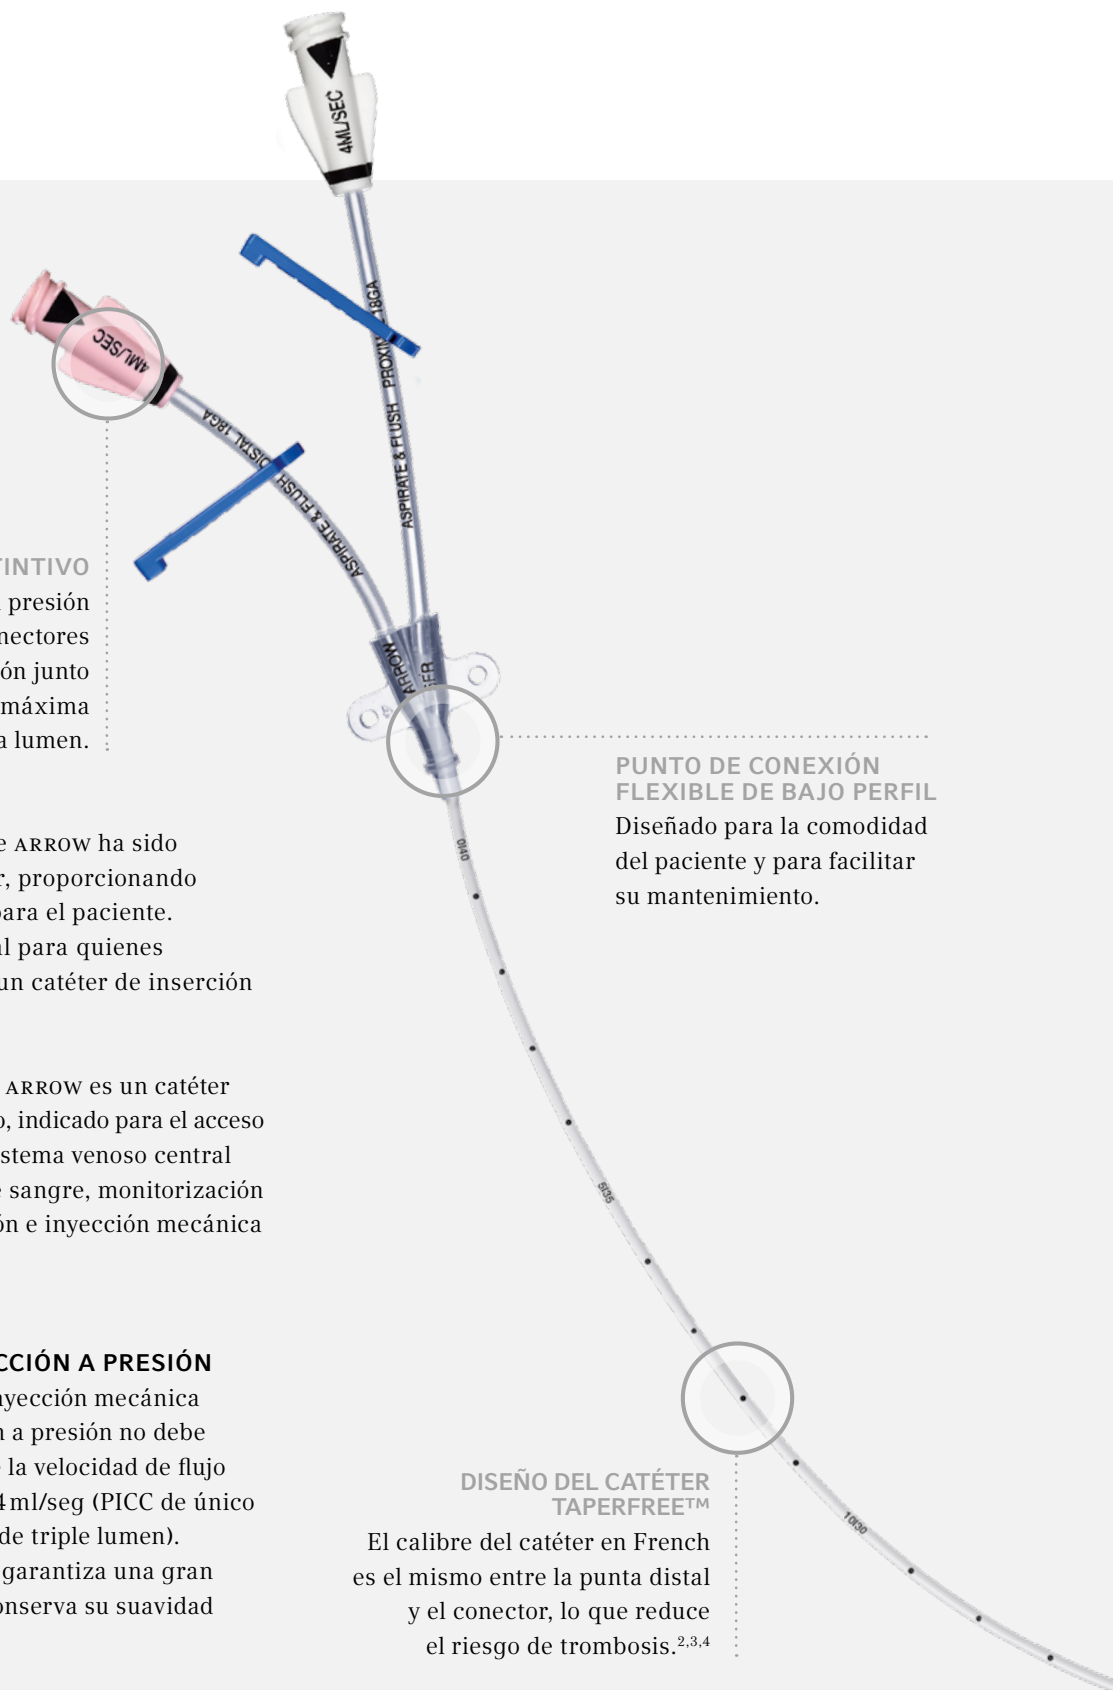 4ML/SEC
4ML/SEC
DISTAL 18GA
ASPIRATE & FLUSH
PROXIM 18GA
ASPIRATE & FLUSH
ARROW
TINTIVO
presión
nectores
ón junto
máxima
a lumen.
PUNTO DE CONEXIÓN
FLEXIBLE DE BAJO PERFIL
Diseñado para la comodidad
del paciente y para facilitar
su mantenimiento.
e ARROW ha sido
r, proporcionando
para el paciente.
al para quienes
un catéter de inserción
ARROW es un catéter
o, indicado para el acceso
stema venoso central
e sangre, monitorización
ón e inyección mecánica
0I40
5I35
CCIÓN A PRESIÓN
nyección mecánica
n a presión no debe
e la velocidad de flujo
4 ml/seg (PICC de único
de triple lumen).
garantiza una gran
onserva su suavidad
DISEÑO DEL CATÉTER
TAPERFREE™
El calibre del catéter en French
es el mismo entre la punta distal
y el conector, lo que reduce
el riesgo de trombosis.2,3,4
10I30